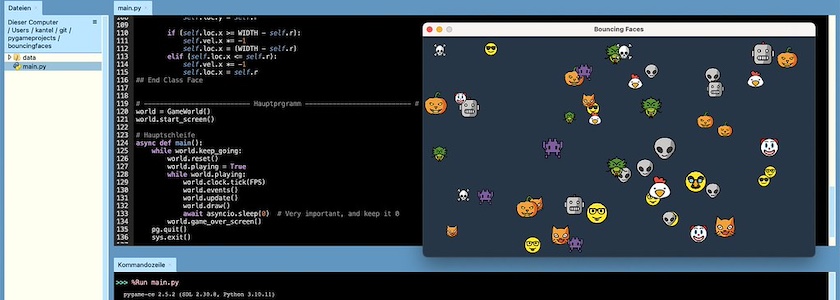 Dateien
Dieser Computer
/ Users / kantel / git /
pygameprojects /
bouncingfaces
data
main.py
main.py
109
110 if (self.loc.x >= WIDTH - self.r):
111 self.vel.x *= -1
112 self.loc.x = (WIDTH - self.r)
113 elif (self.loc.x <= self.r):
114 self.vel.x *= -1
115 self.loc.x = self.r
116 ## End Class Face
117
118
119 # ---------------------- Hauptprgramm ---------------------- #
120 world = GameWorld()
121 world.start_screen()
122
123 # Hauptschleife
124 async def main():
125 while world.keep_going:
126 world.reset()
127 world.playing = True
128 while world.playing:
129 world.clock.tick(FPS)
130 world.events()
131 world.update()
132 world.draw()
133 await asyncio.sleep(0) # Very important, and keep it 0
134 world.game_over_screen()
135 pg.quit()
136 sys.exit()
Bouncing Faces
Kommandozeile
>>> %Run main.py
pygame-ce 2.5.2 (SDL 2.30.8, Python 3.10.11)